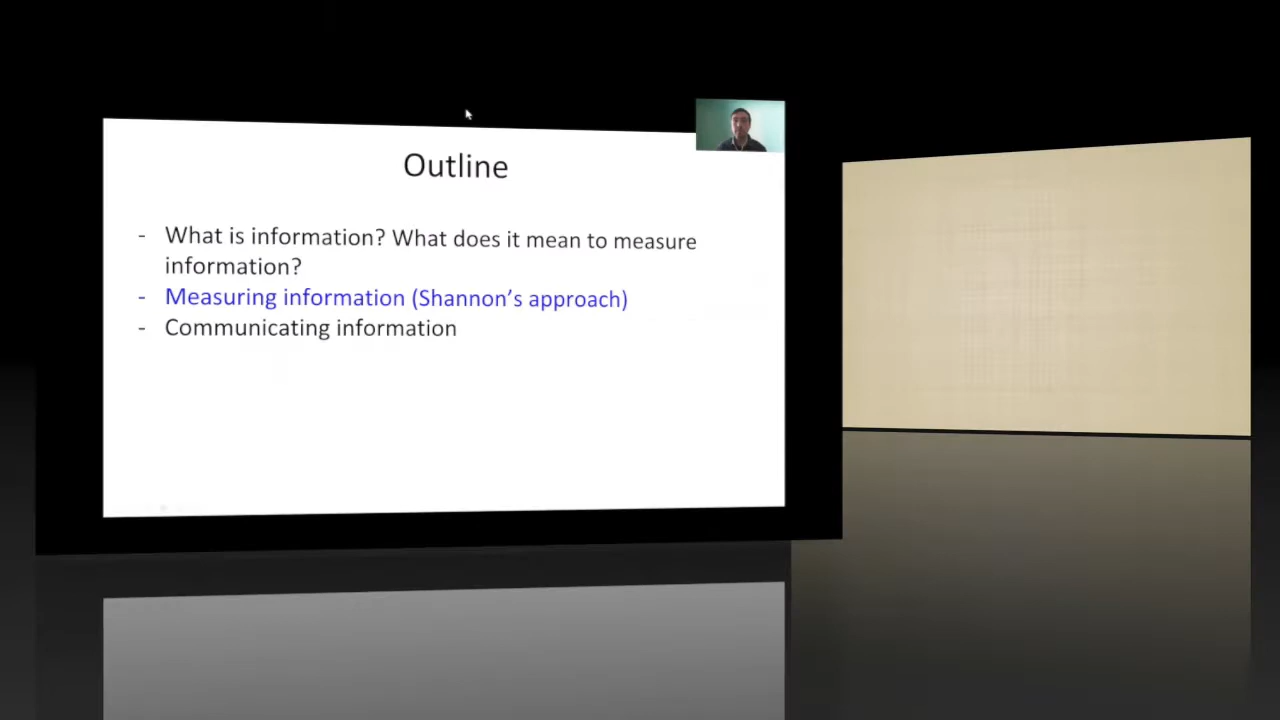 Outline
- What is information? What does it mean to measure
information?
- Measuring information (Shannon’s approach)
- Communicating information